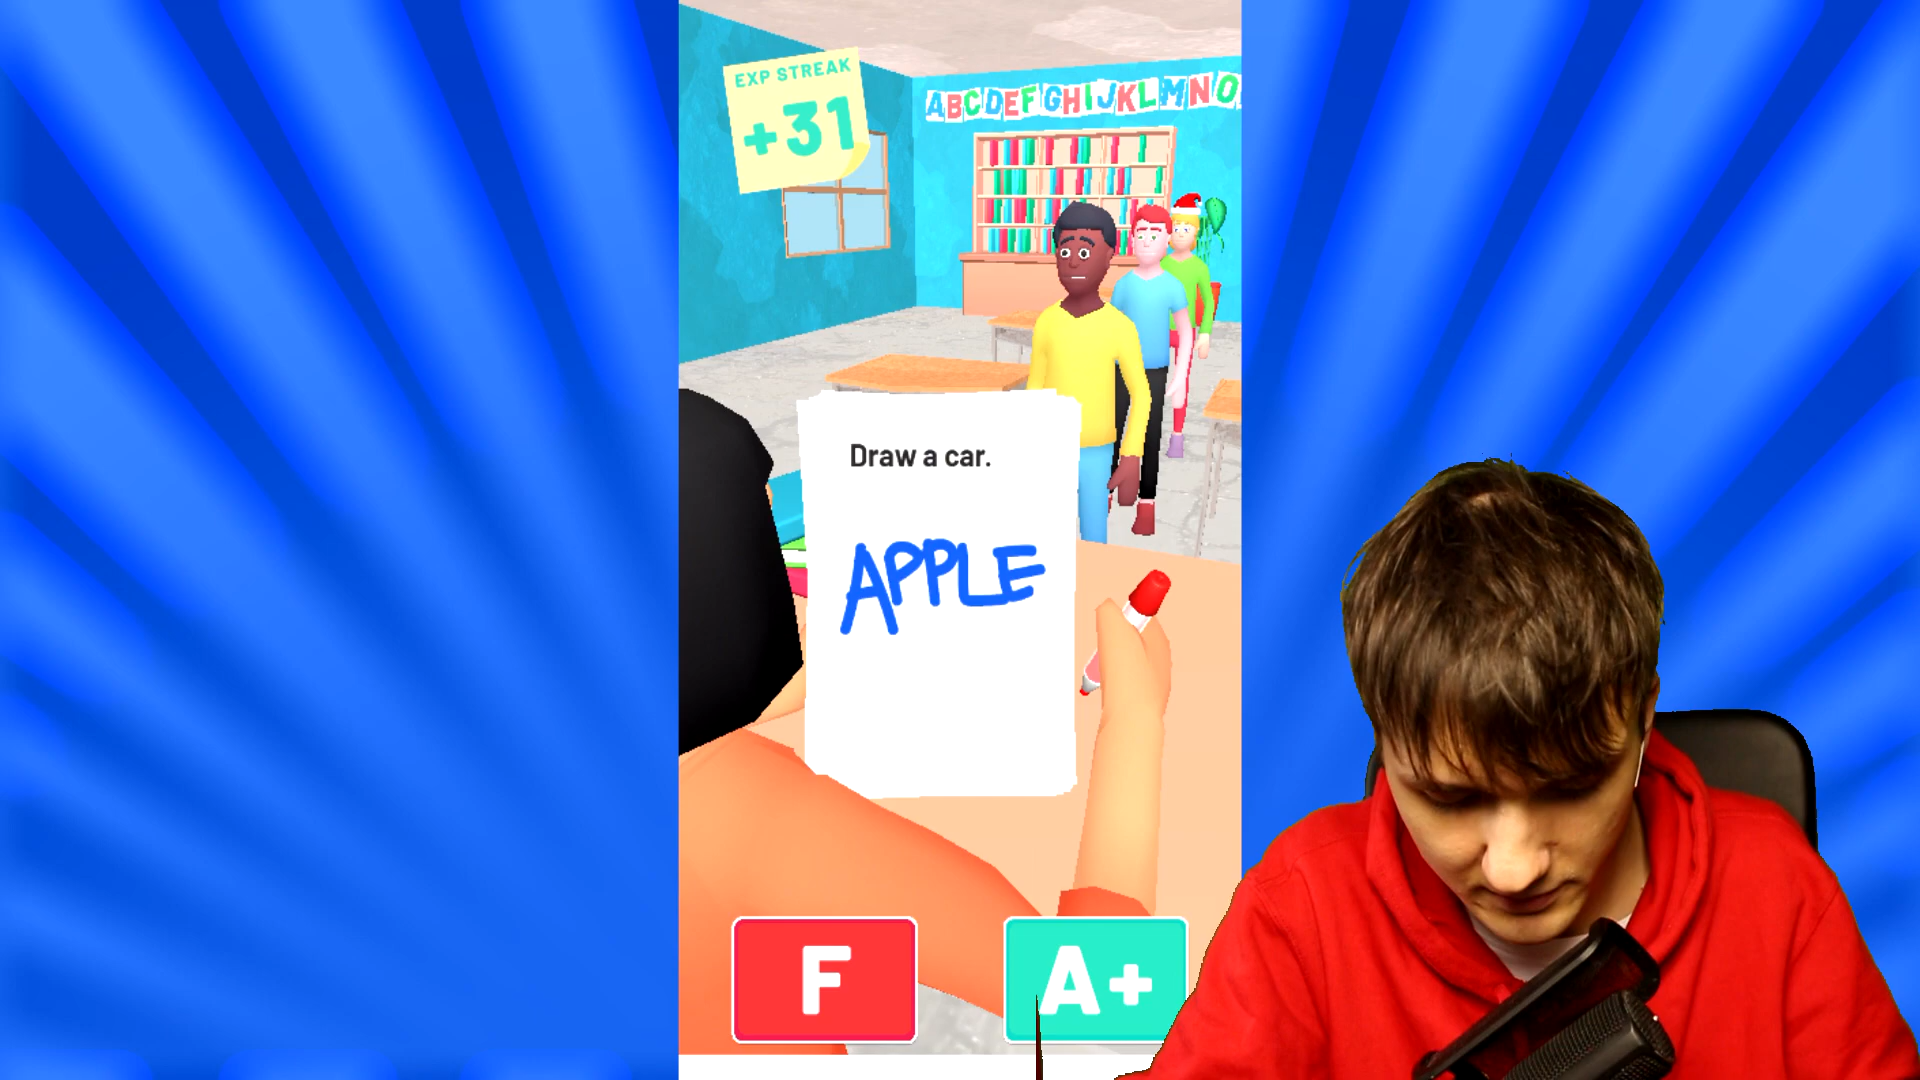 EXP STREAK
+31
ABCDEFGHIJKLMNO
Draw a car.
APPLE
F
A+